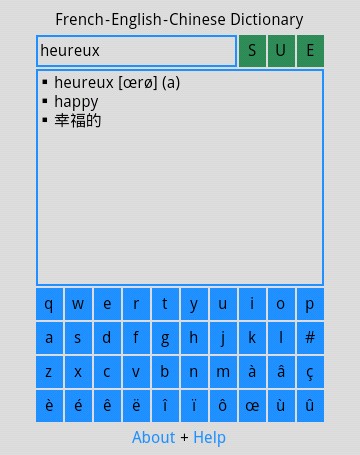 French-English-Chinese Dictionary
heureux S U E
▪ heureux [œrø] (a)
▪ happy
▪ 幸福的
q w e r t y u i o p
a s d f g h j k l #
z x c v b n m à â ç
è é ê ë î ï ô œ ù û
About + Help